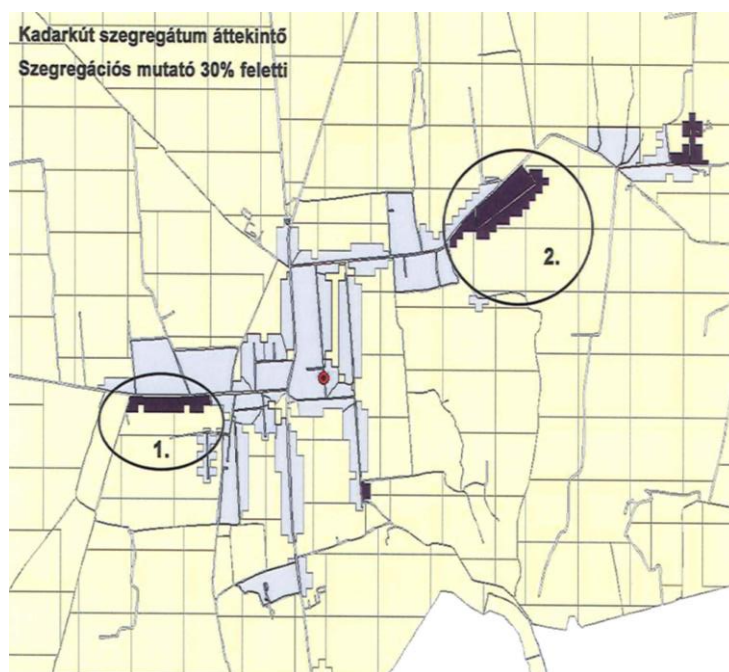 Kadarkút szegregátum áttekintő
Szegregációs mutató 30% feletti
2.
1.